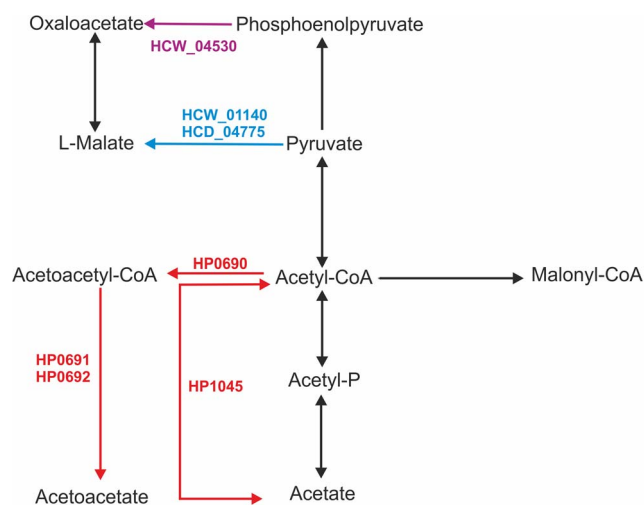 Oxaloacetate
Phosphoenolpyruvate
HCW_04530
HCW_01140
HCD_04775
L-Malate
Pyruvate
HP0690
Acetoacetyl-CoA
Acetyl-CoA
Malonyl-CoA
HP0691
HP0692
HP1045
Acetyl-P
Acetoacetate
Acetate